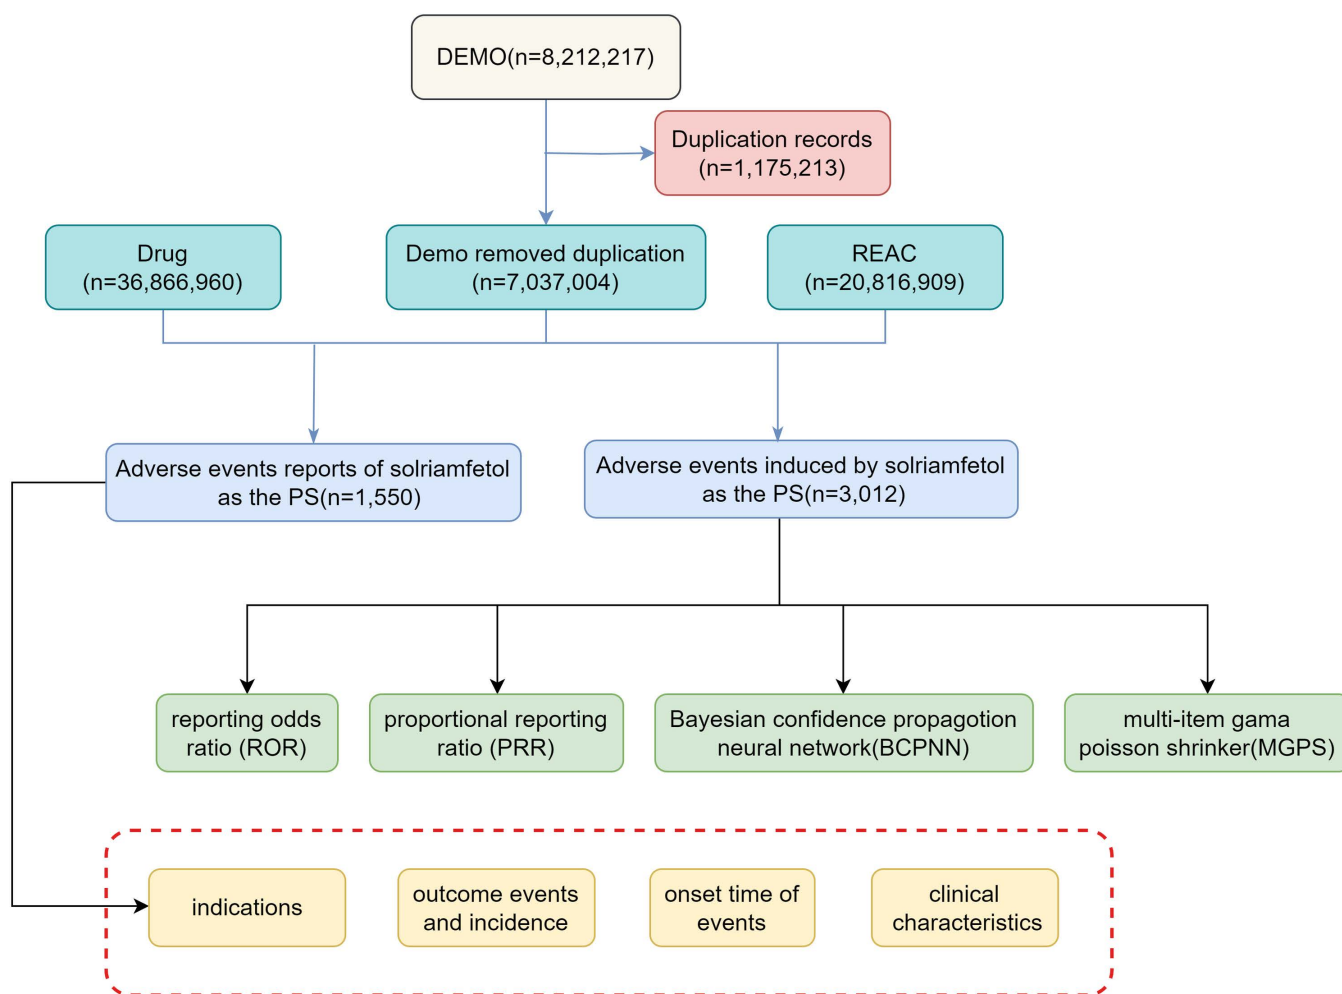 DEMO(n=8,212,217)
Duplication records
(n=1,175,213)
Drug
(n=36,866,960)
Demo removed duplication
(n=7,037,004)
REAC
(n=20,816,909)
Adverse events reports of solriamfetol
as the PS(n=1,550)
Adverse events induced by solriamfetol
as the PS(n=3,012)
reporting odds
ratio (ROR)
proportional reporting
ratio (PRR)
Bayesian confidence propagotion
neural network(BCPNN)
multi-item gama
poisson shrinker(MGPS)
indications
outcome events
and incidence
onset time of
events
clinical
characteristics